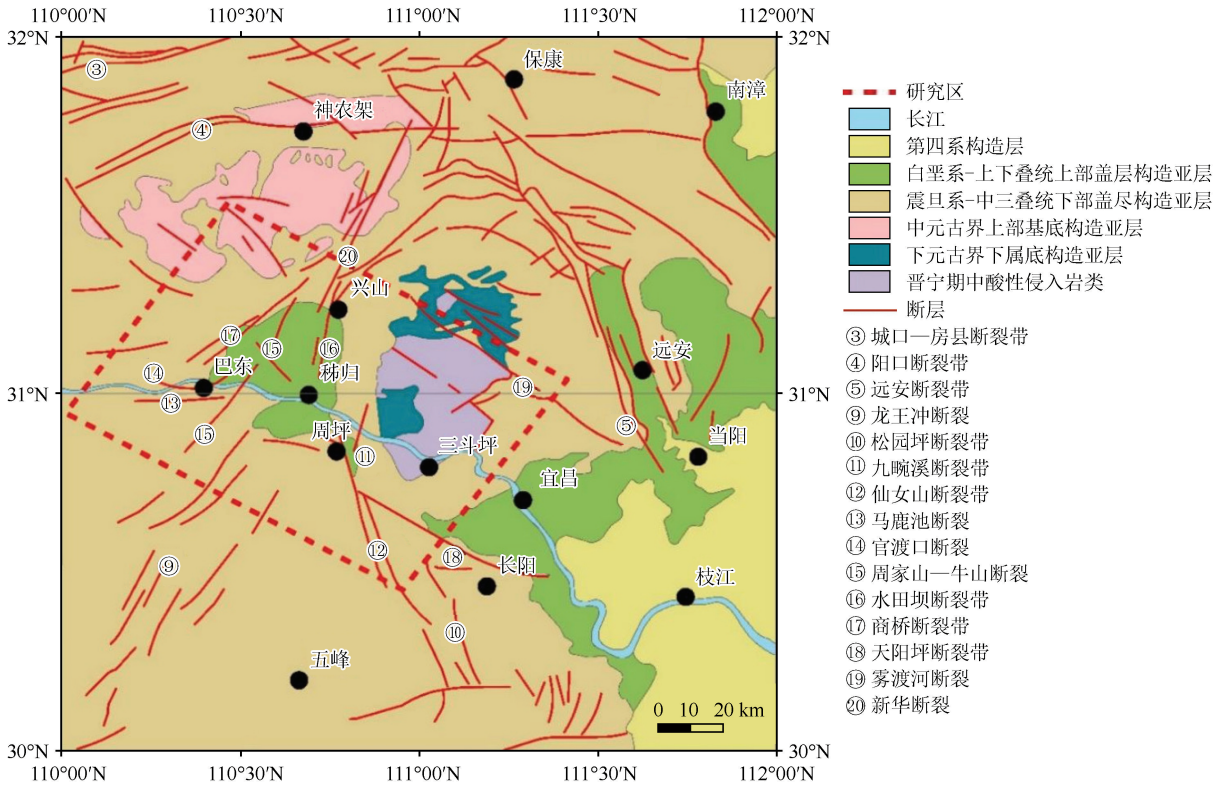 110°00′N 110°30′N 111°00′N 111°30′N 112°00′N
32°N 32°N
③
保康
南漳
神农架
④
⑳
兴山
⑰
⑮
⑯
远安
⑭
巴东
秭归
⑲
31°N 31°N
⑬
⑮
周坪
⑪
三斗坪
⑤
当阳
宜昌
⑫
⑱
长阳
⑨
枝江
⑩
五峰
0 10 20 km
30°N 30°N
110°00′N 110°30′N 111°00′N 111°30′N 112°00′N
研究区
长江
第四系构造层
白垩系-上下叠统上部盖层构造亚层
震旦系-中三叠统下部盖尽构造亚层
中元古界上部基底构造亚层
下元古界下属底构造亚层
晋宁期中酸性侵入岩类
断层
③ 城口—房县断裂带
④ 阳口断裂带
⑤ 远安断裂带
⑨ 龙王冲断裂
⑩ 松园坪断裂带
⑪ 九畹溪断裂带
⑫ 仙女山断裂带
⑬ 马鹿池断裂
⑭ 官渡口断裂
⑮ 周家山—牛山断裂
⑯ 水田坝断裂带
⑰ 商桥断裂带
⑱ 天阳坪断裂带
⑲ 雾渡河断裂
⑳ 新华断裂